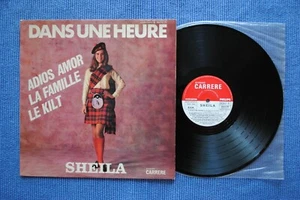 DANS UNE HEURE
ADIOS AMOR
LA FAMILLE
LE KILT
SHEILA
CARRERE
CARRERE
SHEILA